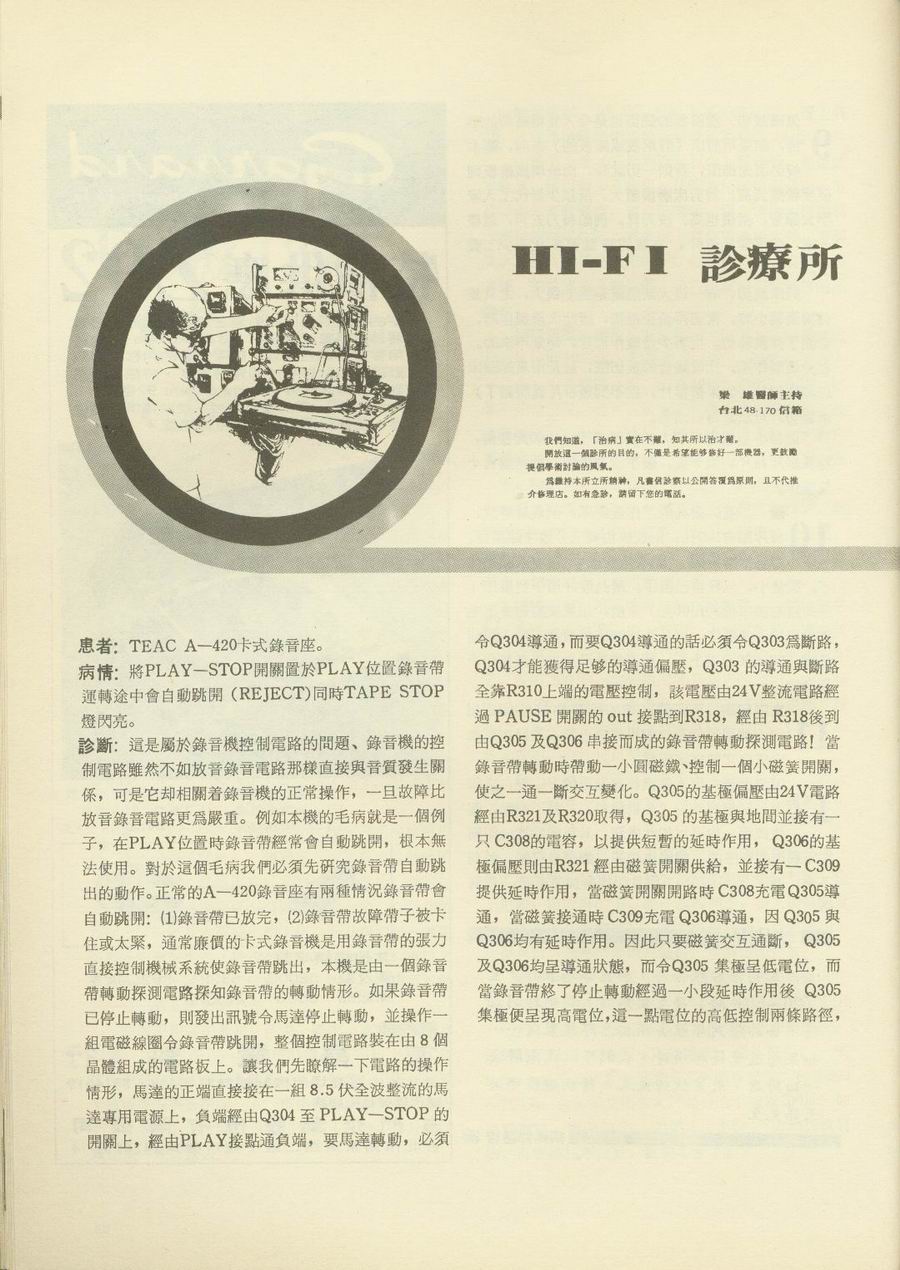 HI-FI 診療所
梁 雄醫師主持
台北48-170信箱
我們知道，「治病」實在不難，知其所以治才難。
開放這一個診所的目的，不僅是希望能够修好一部機器，更鼓勵
提倡學術討論的風氣。
爲維持本所立所精神，凡書信診察以公開答覆爲原則，且不代推
介修理店。如有急診，請留下您的電話。
患者：TEAC A—420卡式錄音座。
病情：將PLAY—STOP開關置於PLAY位置錄音帶
運轉途中會自動跳開（REJECT)同時TAPE STOP
燈閃亮。
診斷：這是屬於錄音機控制電路的問題、錄音機的控
制電路雖然不如放音錄音電路那樣直接與音質發生關
係，可是它却相關着錄音機的正常操作，一旦故障比
放音錄音電路更爲嚴重。例如本機的毛病就是一個例
子，在PLAY位置時錄音帶經常會自動跳開，根本無
法使用。對於這個毛病我們必須先硏究錄音帶自動跳
出的動作。正常的A—420錄音座有兩種情況錄音帶會
自動跳開：⑴錄音帶已放完，⑵錄音帶故障帶子被卡
住或太緊，通常廉價的卡式錄音機是用錄音帶的張力
直接控制機械系統使錄音帶跳出，本機是由一個錄音
帶轉動探測電路探知錄音帶的轉動情形。如果錄音帶
已停止轉動，則發出訊號令馬達停止轉動，並操作一
組電磁線圈令錄音帶跳開，整個控制電路裝在由 8 個
晶體組成的電路板上。讓我們先瞭解一下電路的操作
情形，馬達的正端直接接在一組 8.5 伏全波整流的馬
達專用電源上，負端經由Q304 至 PLAY—STOP 的
開關上，經由PLAY接點通負端，要馬達轉動，必須
令Q304導通，而要Q304導通的話必須令Q303爲斷路，
Q304才能獲得足够的導通偏壓，Q303 的導通與斷路
全靠R310上端的電壓控制，該電壓由24V整流電路經
過 PAUSE 開關的 out 接點到R318，經由 R318後到
由Q305 及Q306 串接而成的錄音帶轉動探測電路！當
錄音帶轉動時帶動一小圓磁鐵、控制一個小磁簧開關，
使之一通一斷交互變化。Q305的基極偏壓由24V電路
經由R321及R320取得，Q305 的基極與地間並接有一
只 C308的電容，以提供短暫的延時作用， Q306的基
極偏壓則由R321 經由磁簧開關供給，並接有一 C309
提供延時作用，當磁簧開關開路時 C308充電 Q305導
通，當磁簧接通時 C309充電 Q306導通，因 Q305 與
Q306均有延時作用。因此只要磁簧交互通斷， Q305
及Q306均呈導通狀態，而令Q305 集極呈低電位，而
當錄音帶終了停止轉動經過一小段延時作用後 Q305
集極便呈現高電位，這一點電位的高低控制兩條路徑，